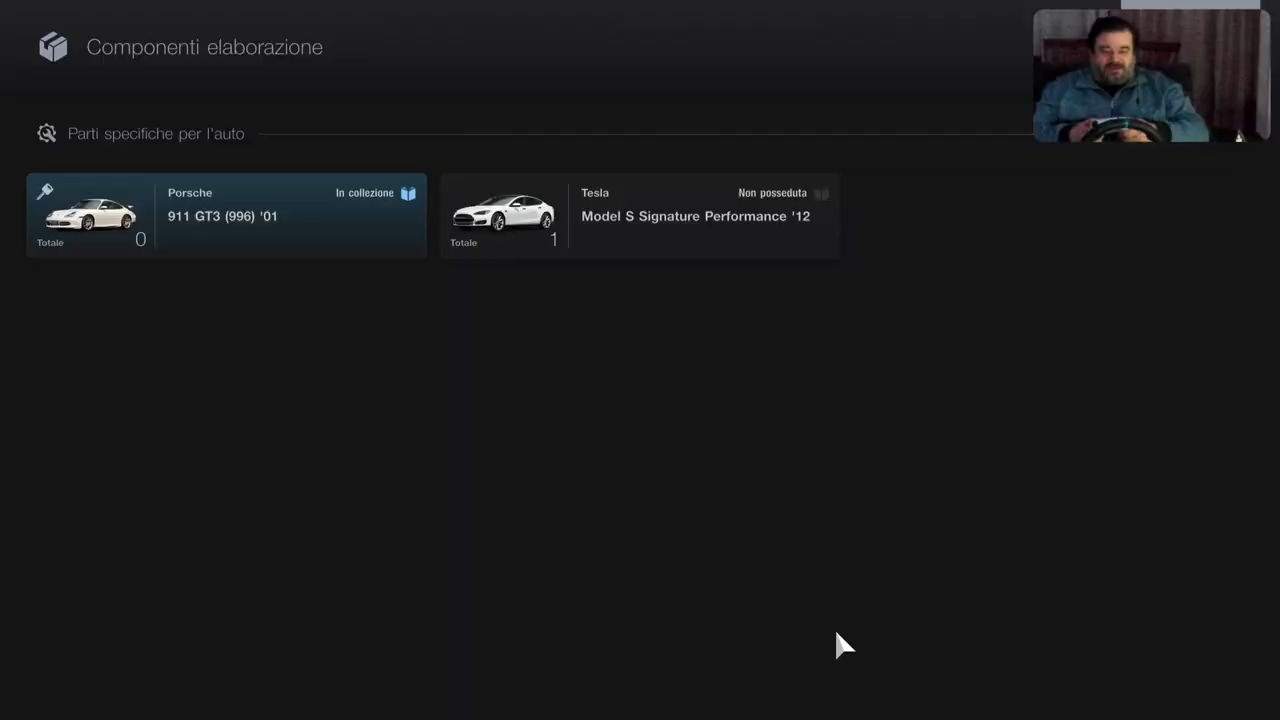 Componenti elaborazione
Parti specifiche per l'auto
Porsche
In collezione
911 GT3 (996) '01
Totale 0
Tesla
Non posseduta
Model S Signature Performance '12
Totale 1